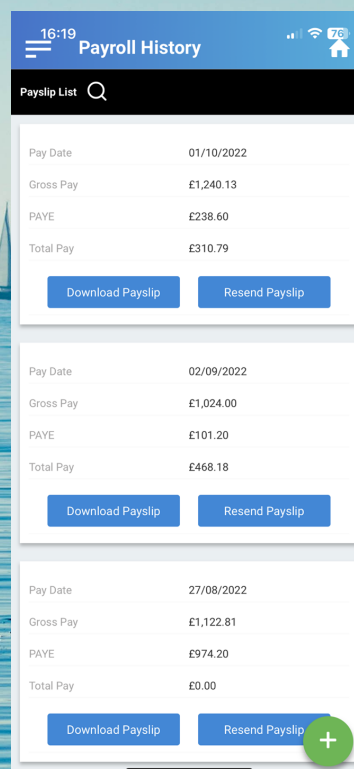 16:19
76
Payroll History
Payslip List
Pay Date 01/10/2022
Gross Pay £1,240.13
PAYE £238.60
Total Pay £310.79
Download Payslip Resend Payslip
Pay Date 02/09/2022
Gross Pay £1,024.00
PAYE £101.20
Total Pay £468.18
Download Payslip Resend Payslip
Pay Date 27/08/2022
Gross Pay £1,122.81
PAYE £974.20
Total Pay £0.00
Download Payslip Resend Payslip
+